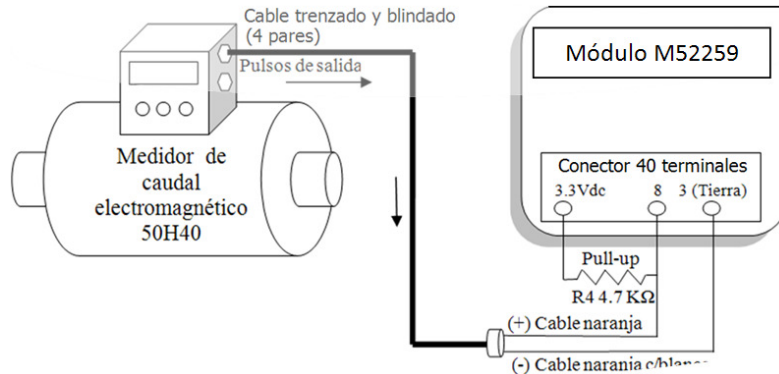 Cable trenzado y blindado
(4 pares)
Pulsos de salida
Medidor de
caudal
electromagnético
50H40
Módulo M52259
Conector 40 terminales
3.3Vdc 8 3 (Tierra)
Pull-up
R4 4.7 KΩ
(+) Cable naranja
(-) Cable naranja c/blanco